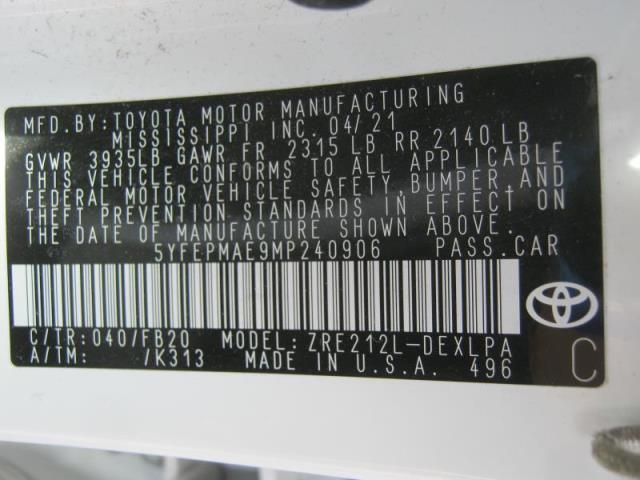 MFD.BY:TOYOTA MOTOR MANUFACTURING
MISSISSIPPI INC. 04/21
GVWR 3935LB GAWR FR 2315 LB RR 2140 LB
THIS VEHICLE CONFORMS TO ALL APPLICABLE
FEDERAL MOTOR VEHICLE SAFETY, BUMPER, AND
THEFT PREVENTION STANDARDS IN EFFECT ON
THE DATE OF MANUFACTURE SHOWN ABOVE.
5YFEPMAE9MP240906 PASS.CAR
C/TR:040/FB20 MODEL: ZRE212L-DEXLPA
A/TM: /K313 MADE IN U.S.A. 496
C